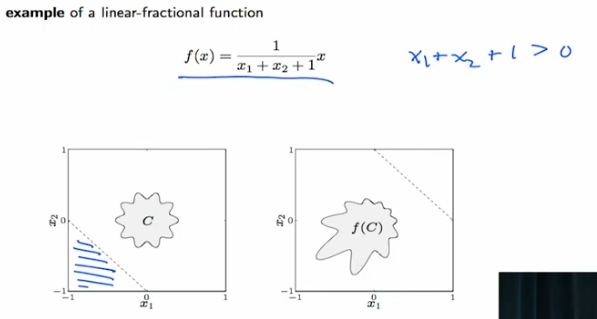 example of a linear-fractional function
f(x) = \frac{1}{x_1 + x_2 + 1} x
x_1 + x_2 + 1 > 0
1
x_2
0
C
−1
−1
0
1
x_1
1
x_2
0
f(C)
−1
−1
0
1
x_1